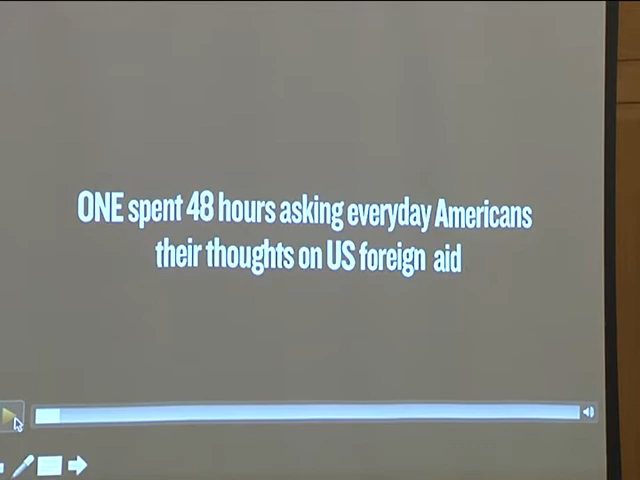 ONE spent 48 hours asking everyday Americans
their thoughts on US foreign aid